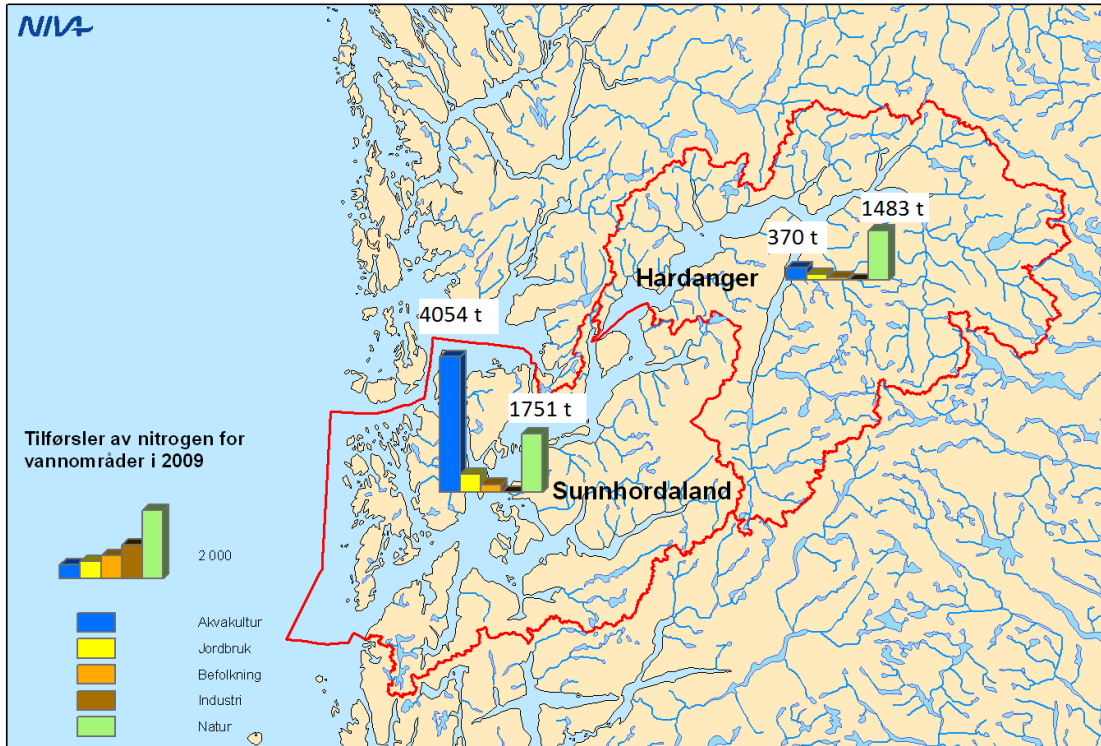 NIVA
1483 t
370 t
Hardanger
4054 t
1751 t
Sunnhordaland
Tilførsler av nitrogen for
vannområder i 2009
2 000
Akvakultur
Jordbruk
Befolkning
Industri
Natur